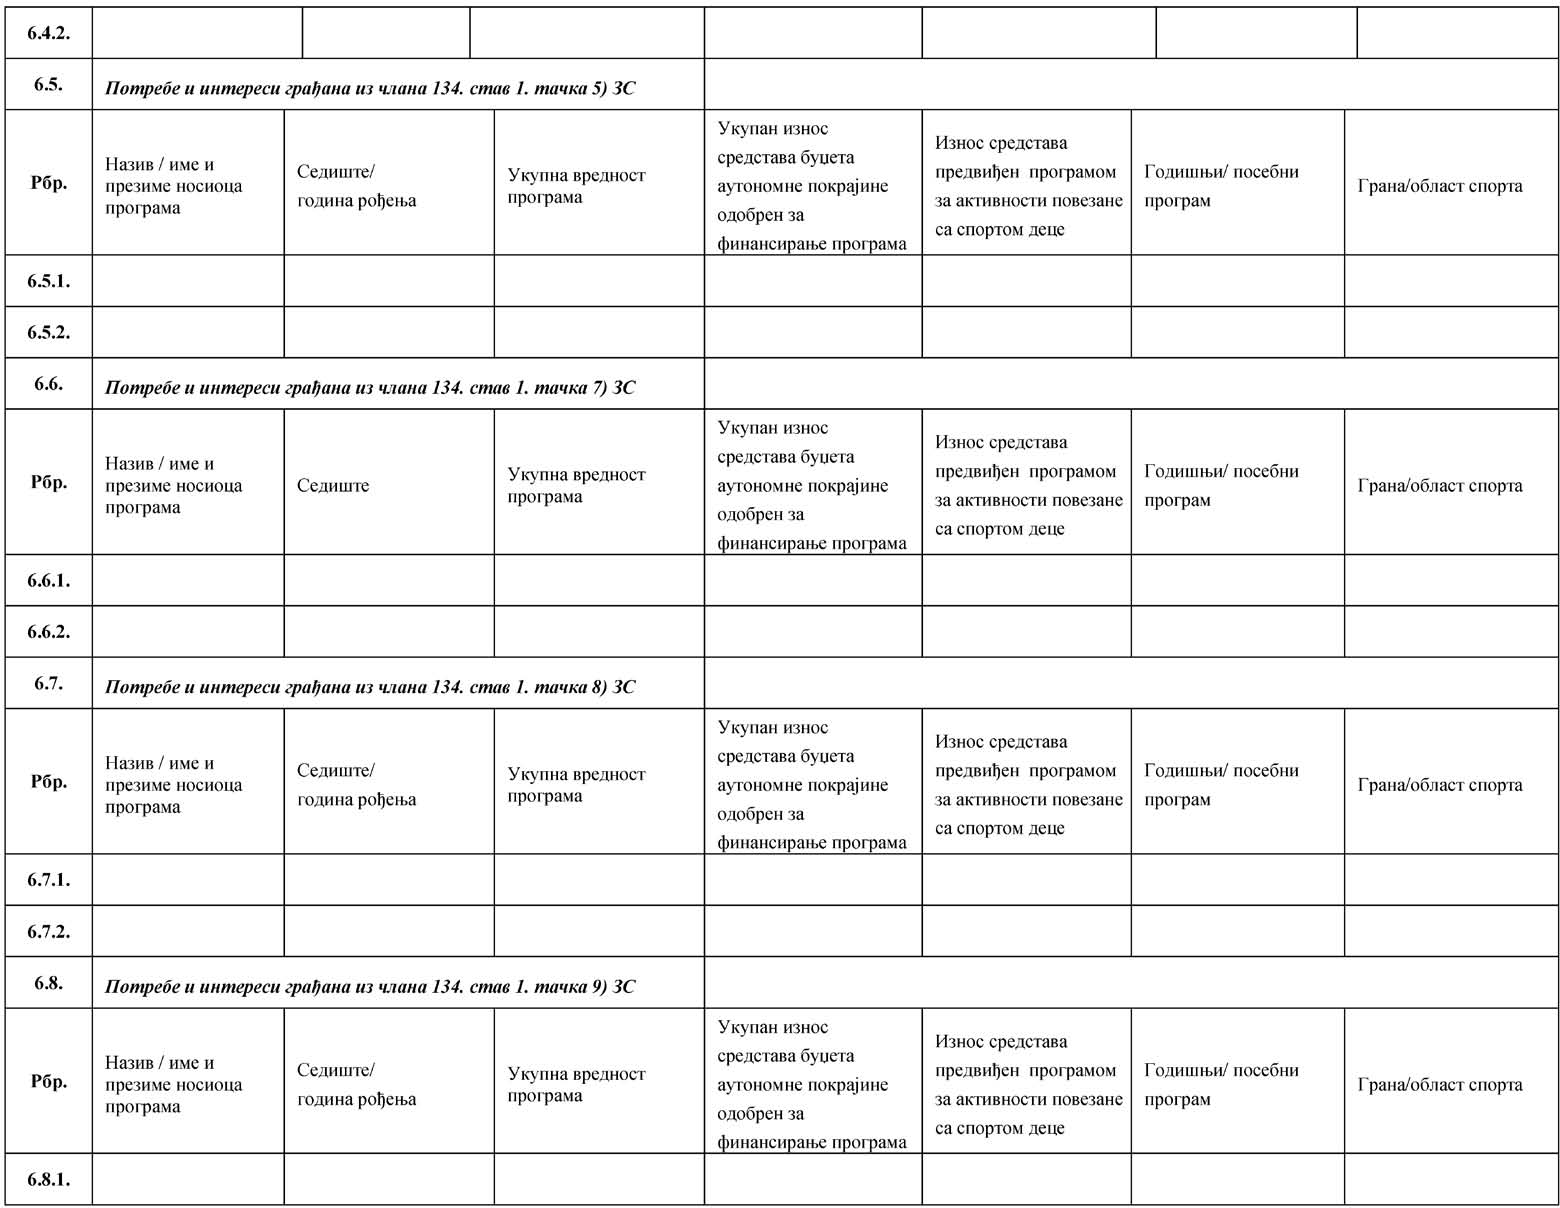 6.4.2.
6.5.
Потребе и интереси грађана из члана 134. став 1. тачка 5) ЗС
Рбр.
Назив / име и
презиме носиоца
програма
Седиште/
година рођења
Укупна вредност
програма
Укупан износ
средстава буџета
аутономне покрајине
одобрен за
финансирање програма
Износ средстава
предвиђен програмом
за активности повезане
са спортом деце
Годишњи/ посебни
програм
Грана/област спорта
6.5.1.
6.5.2.
6.6.
Потребе и интереси грађана из члана 134. став 1. тачка 7) ЗС
Рбр.
Назив / име и
презиме носиоца
програма
Седиште
Укупна вредност
програма
Укупан износ
средстава буџета
аутономне покрајине
одобрен за
финансирање програма
Износ средстава
предвиђен програмом
за активности повезане
са спортом деце
Годишњи/ посебни
програм
Грана/област спорта
6.6.1.
6.6.2.
6.7.
Потребе и интереси грађана из члана 134. став 1. тачка 8) ЗС
Рбр.
Назив / име и
презиме носиоца
програма
Седиште/
година рођења
Укупна вредност
програма
Укупан износ
средстава буџета
аутономне покрајине
одобрен за
финансирање програма
Износ средстава
предвиђен програмом
за активности повезане
са спортом деце
Годишњи/ посебни
програм
Грана/област спорта
6.7.1.
6.7.2.
6.8.
Потребе и интереси грађана из члана 134. став 1. тачка 9) ЗС
Рбр.
Назив / име и
презиме носиоца
програма
Седиште/
година рођења
Укупна вредност
програма
Укупан износ
средстава буџета
аутономне покрајине
одобрен за
финансирање програма
Износ средстава
предвиђен програмом
за активности повезане
са спортом деце
Годишњи/ посебни
програм
Грана/област спорта
6.8.1.